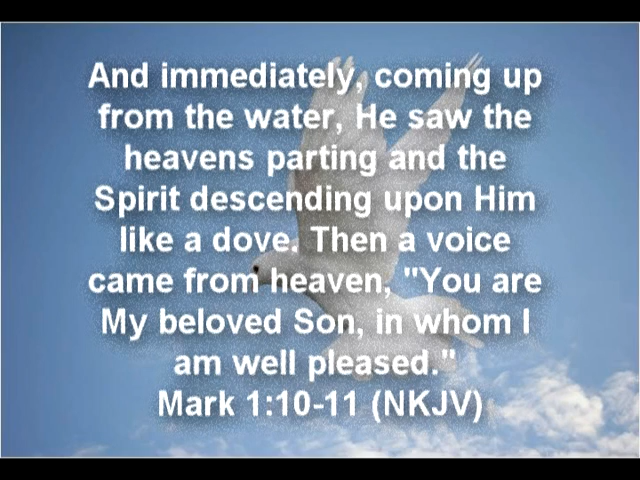 And immediately, coming up
from the water, He saw the
heavens parting and the
Spirit descending upon Him
like a dove. Then a voice
came from heaven, "You are
My beloved Son, in whom I
am well pleased."
Mark 1:10-11 (NKJV)